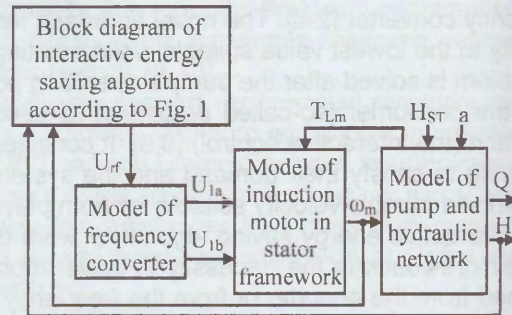 Block diagram of
interactive energy
saving algorithm
according to Fig. 1
U_rf
Model of
frequency
converter
U_1a
U_1b
Model of
induction
motor in
stator
framework
T_Lm
ω_m
H_ST a
Model of
pump and
hydraulic
network
Q
H